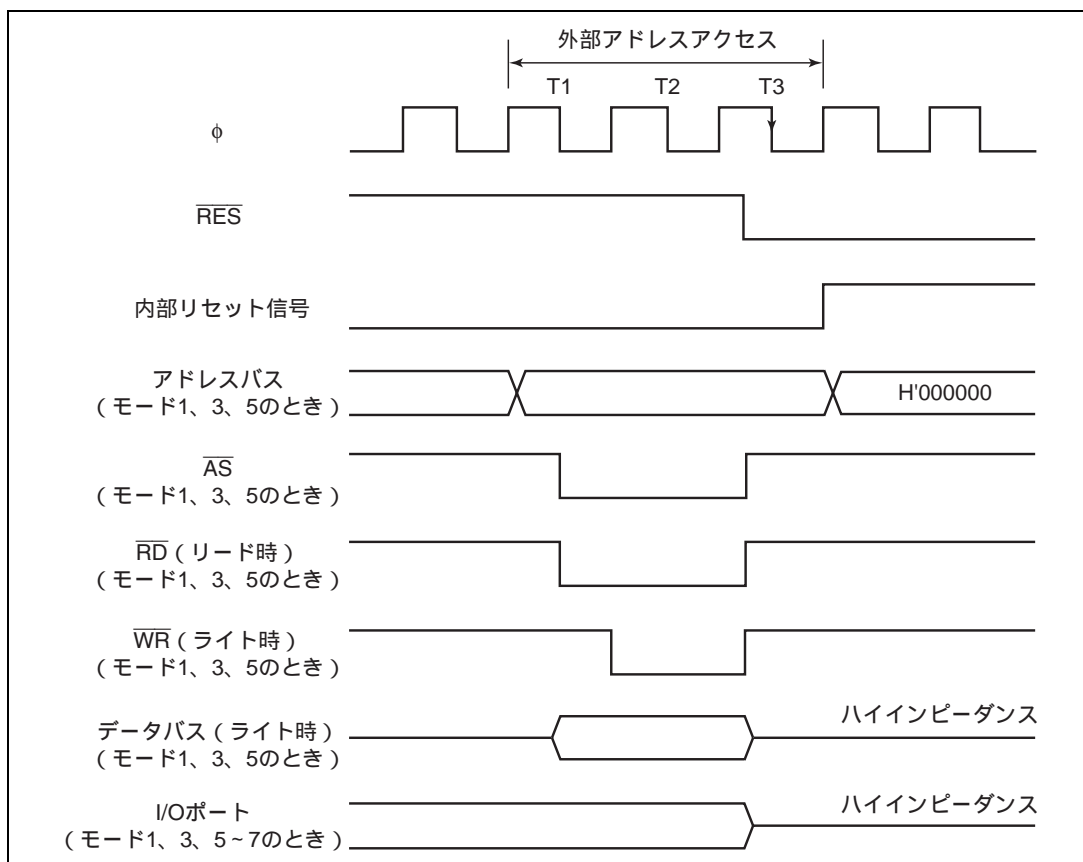 外部アドレスアクセス
T1 T2 T3
φ
RES
内部リセット信号
アドレスバス
(モード1、3、5のとき)
H'000000
AS
(モード1、3、5のとき)
RD(リード時)
(モード1、3、5のとき)
WR(ライト時)
(モード1、3、5のとき)
データバス(ライト時)
(モード1、3、5のとき)
ハイインピーダンス
I/Oポート
(モード1、3、5~7のとき)
ハイインピーダンス